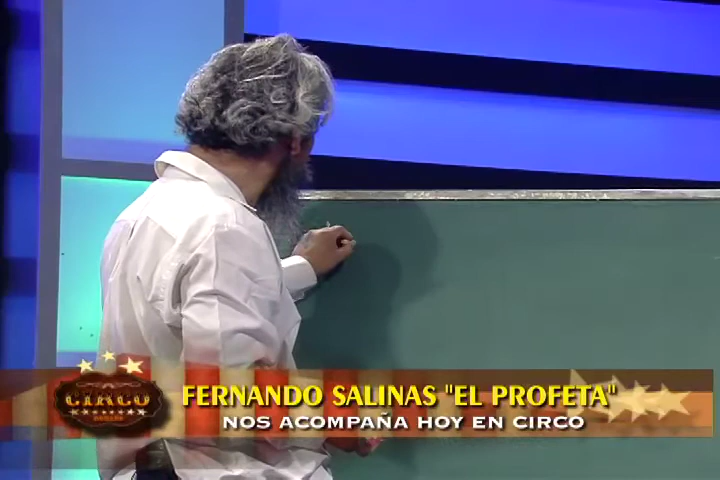 FERNANDO SALINAS "EL PROFETA"
NOS ACOMPAÑA HOY EN CIRCO
CIRCO